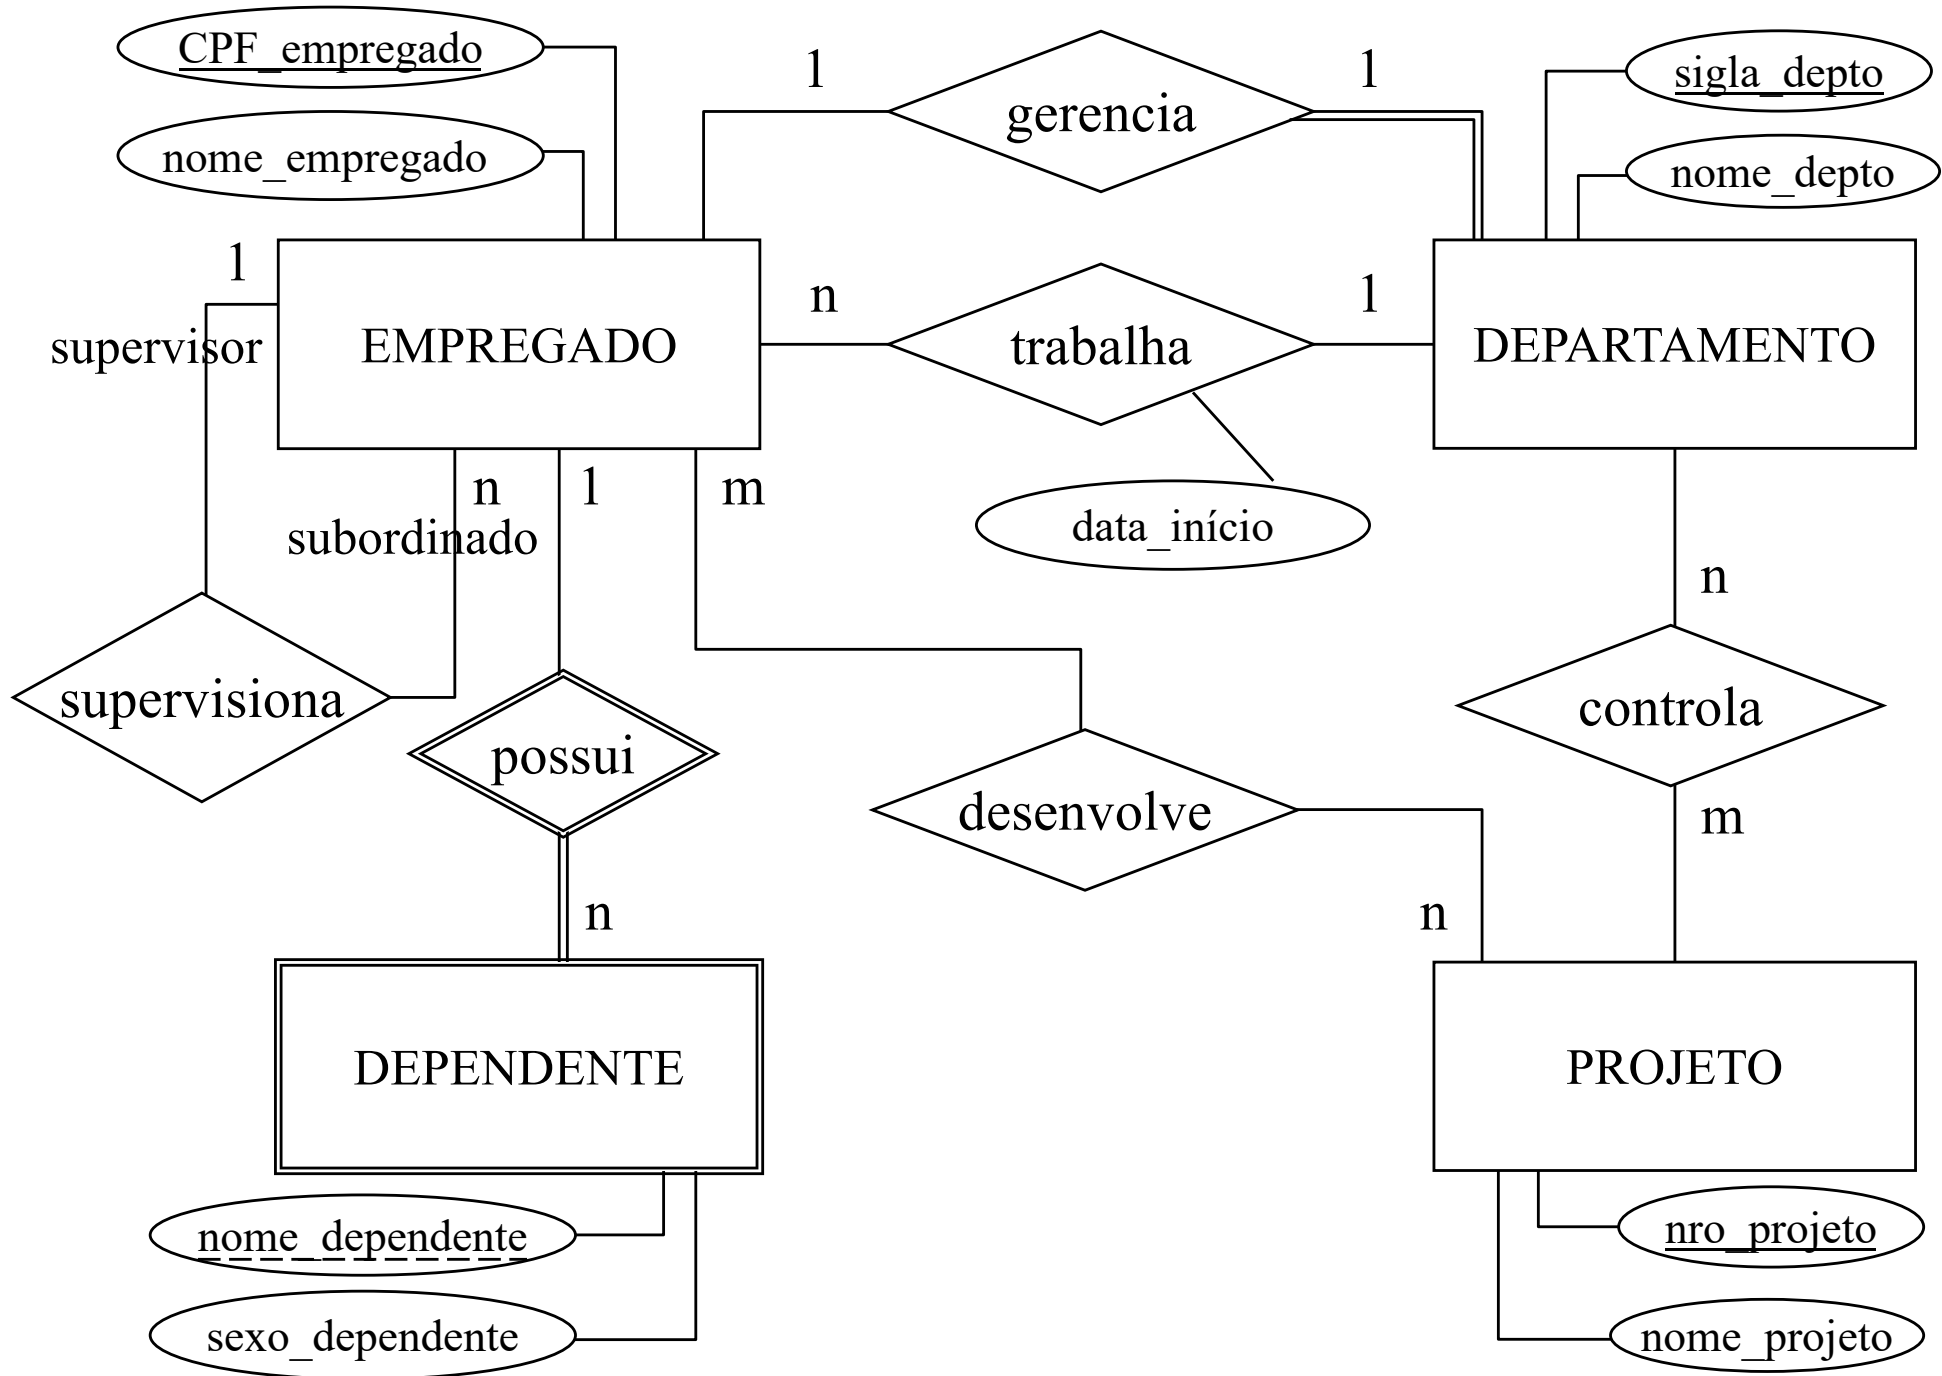 CPF_empregado
nome_empregado
1
gerencia
1
sigla_depto
nome_depto
1
supervisor
EMPREGADO
n
trabalha
1
DEPARTAMENTO
n
1
m
subordinado
data_início
n
supervisiona
possui
controla
desenvolve
m
n
n
DEPENDENTE
PROJETO
nome_dependente
nro_projeto
sexo_dependente
nome_projeto